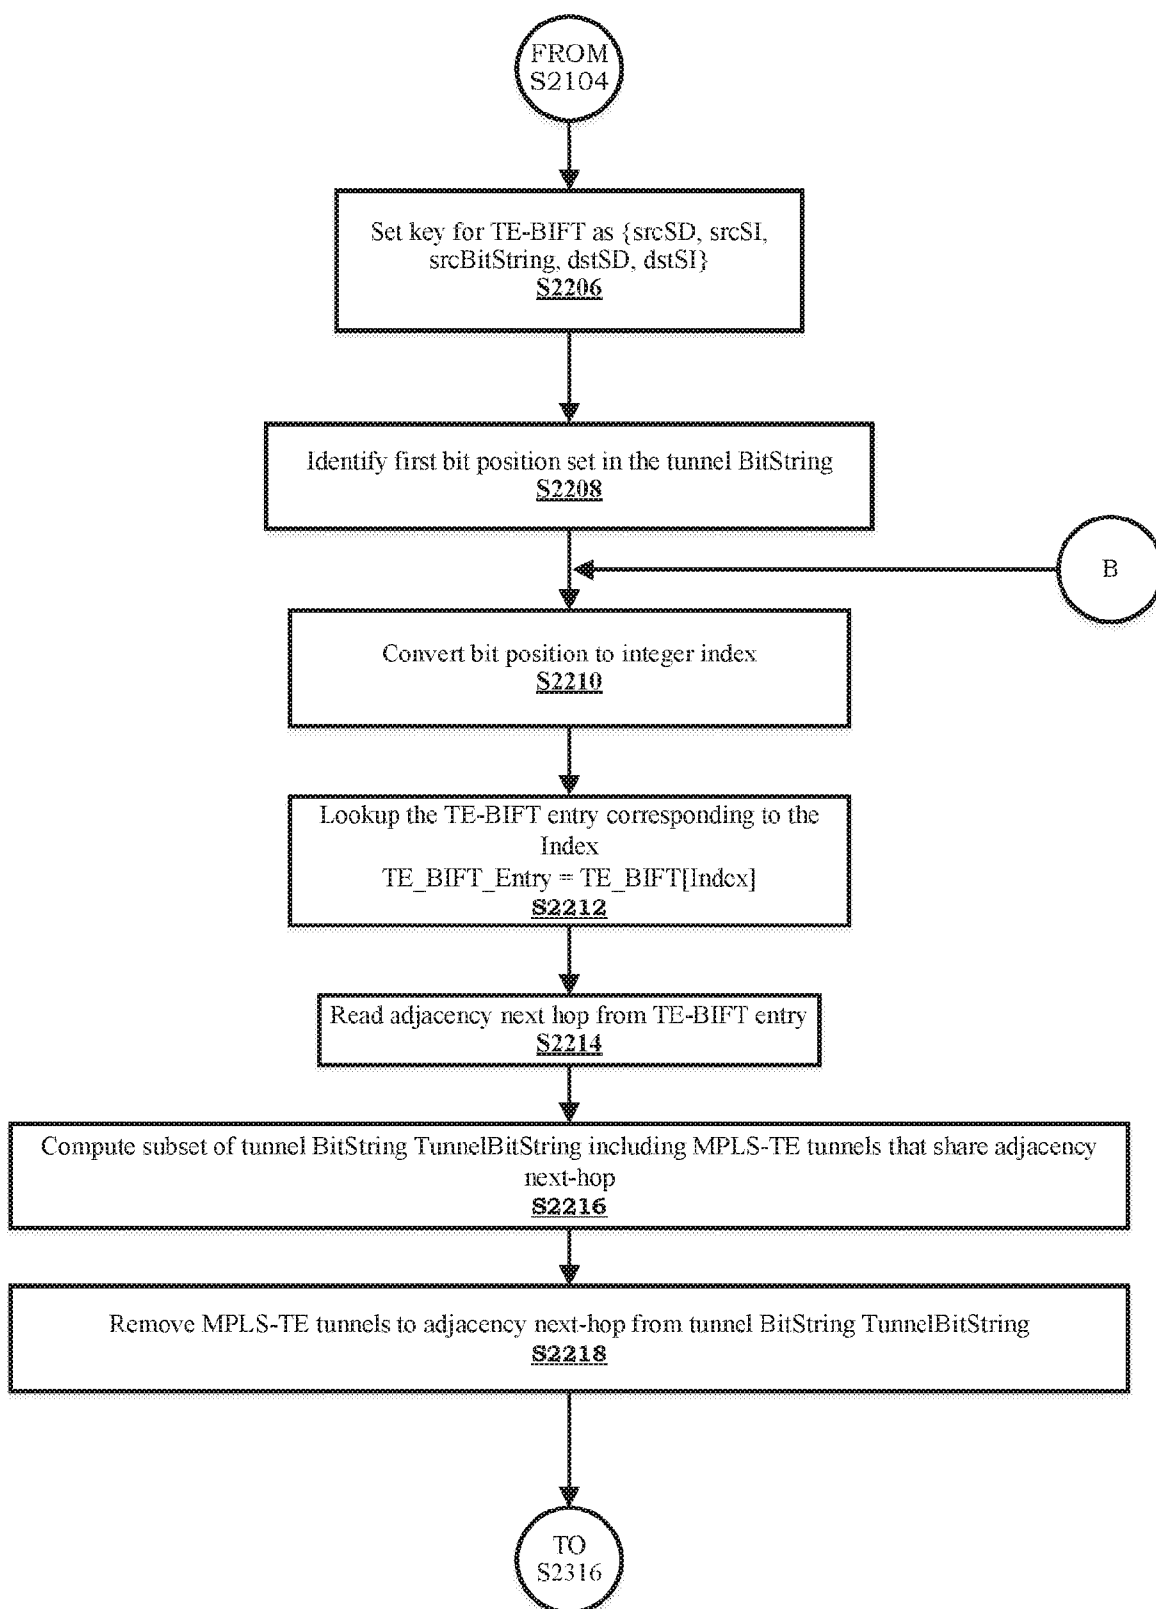 FROM
S2104
Set key for TE-BIFT as {srcSD, srcSI,
srcBitString, dstSD, dstSI}
S2206
Identify first bit position set in the tunnel BitString
S2208
B
Convert bit position to integer index
S2210
Lookup the TE-BIFT entry corresponding to the
Index
TE_BIFT_Entry = TE_BIFT[Index]
S2212
Read adjacency next hop from TE-BIFT entry
S2214
Compute subset of tunnel BitString TunnelBitString including MPLS-TE tunnels that share adjacency
next-hop
S2216
Remove MPLS-TE tunnels to adjacency next-hop from tunnel BitString TunnelBitString
S2218
TO
S2316